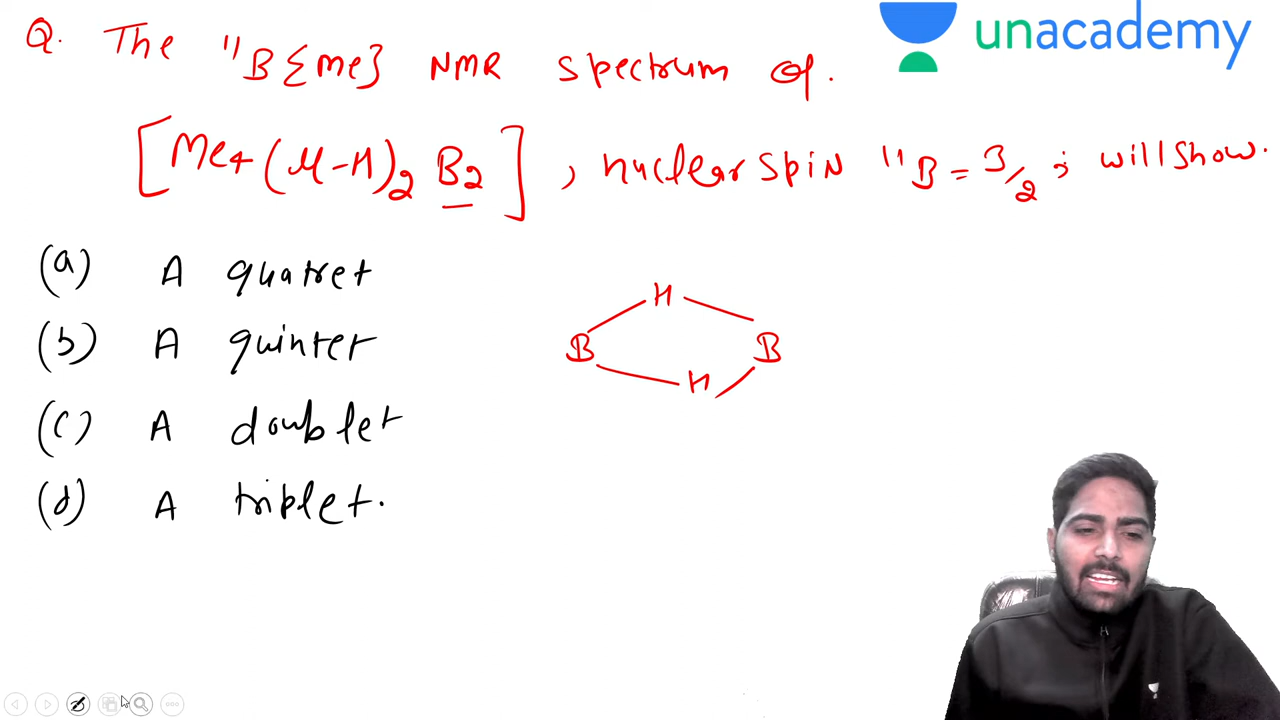 unacademy
Q. The ¹¹B{me} NMR spectrum of.
[Me4 (μ-H)₂ B₂], nuclear spin ¹¹B = 3/2; will show.
(a) A quatret
(b) A quintet
(c) A doublet
(d) A triplet.
H
B B
H